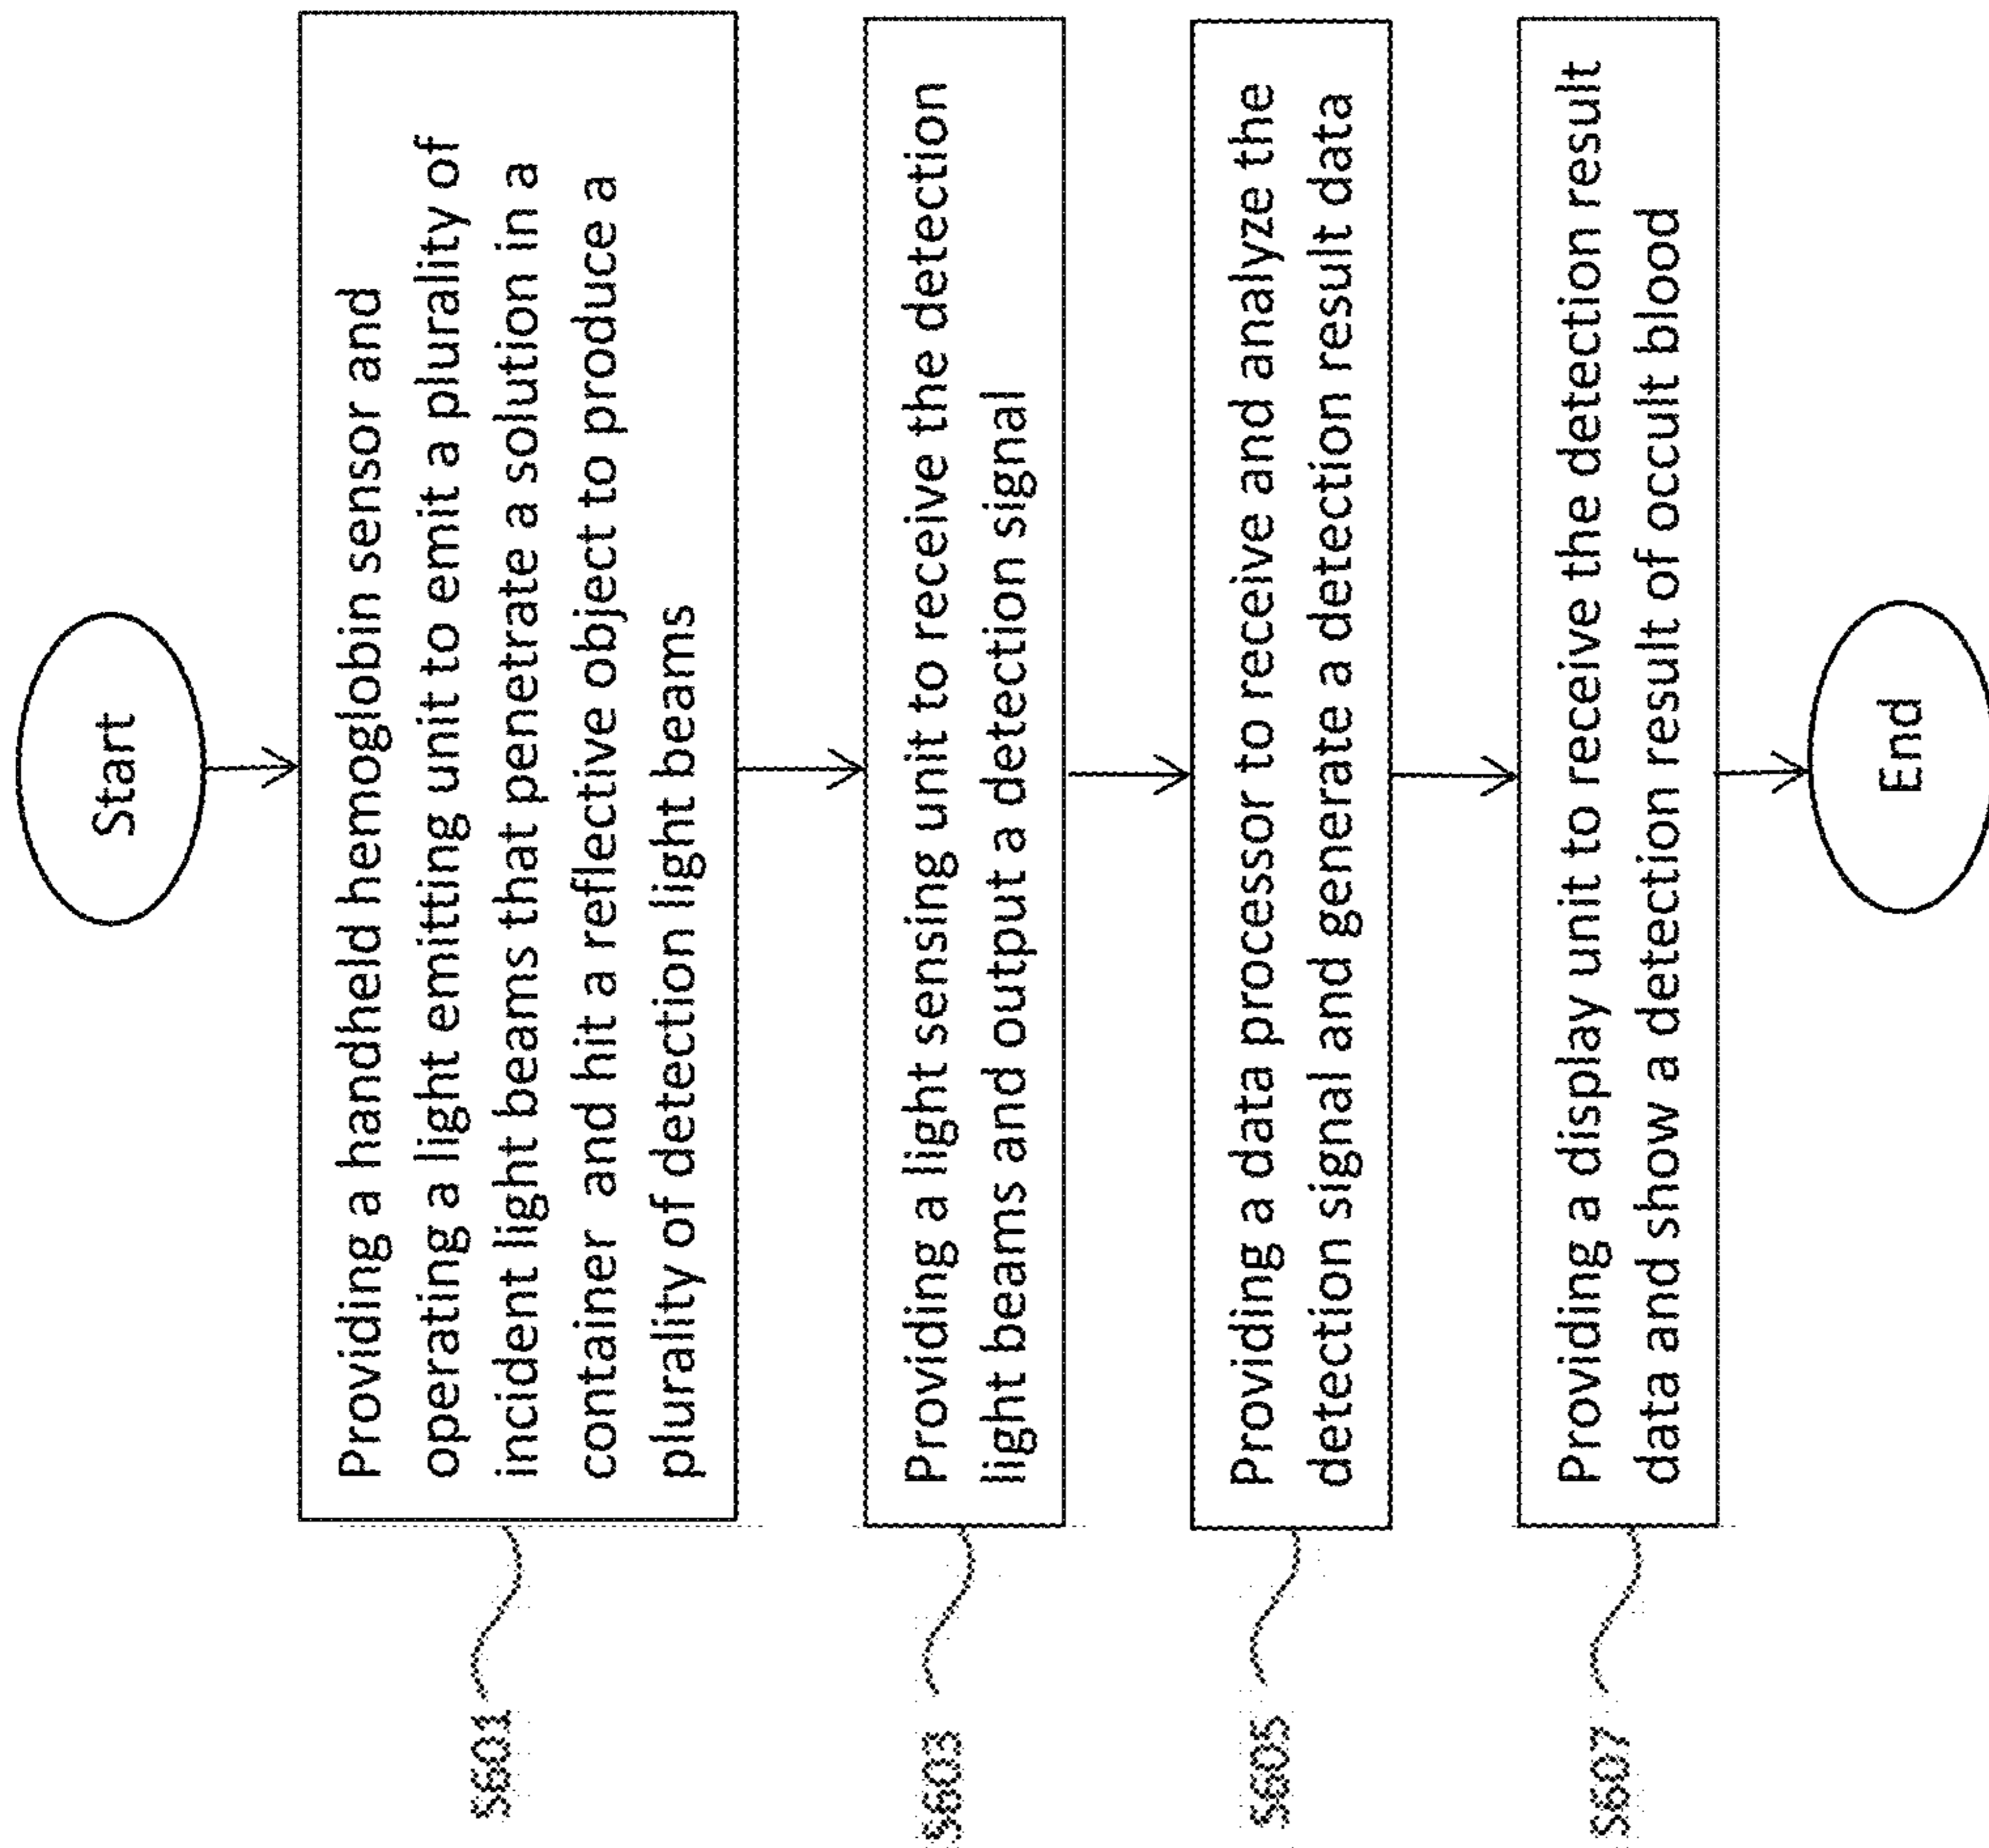 Start
S601
Providing a handheld hemoglobin sensor and
operating a light emitting unit to emit a plurality of
incident light beams that penetrate a solution in a
container and hit a reflective object to produce a
plurality of detection light beams
S603
Providing a light sensing unit to receive the detection
light beams and output a detection signal
S605
Providing a data processor to receive and analyze the
detection signal and generate a detection result data
S607
Providing a display unit to receive the detection result
data and show a detection result of occult blood
End